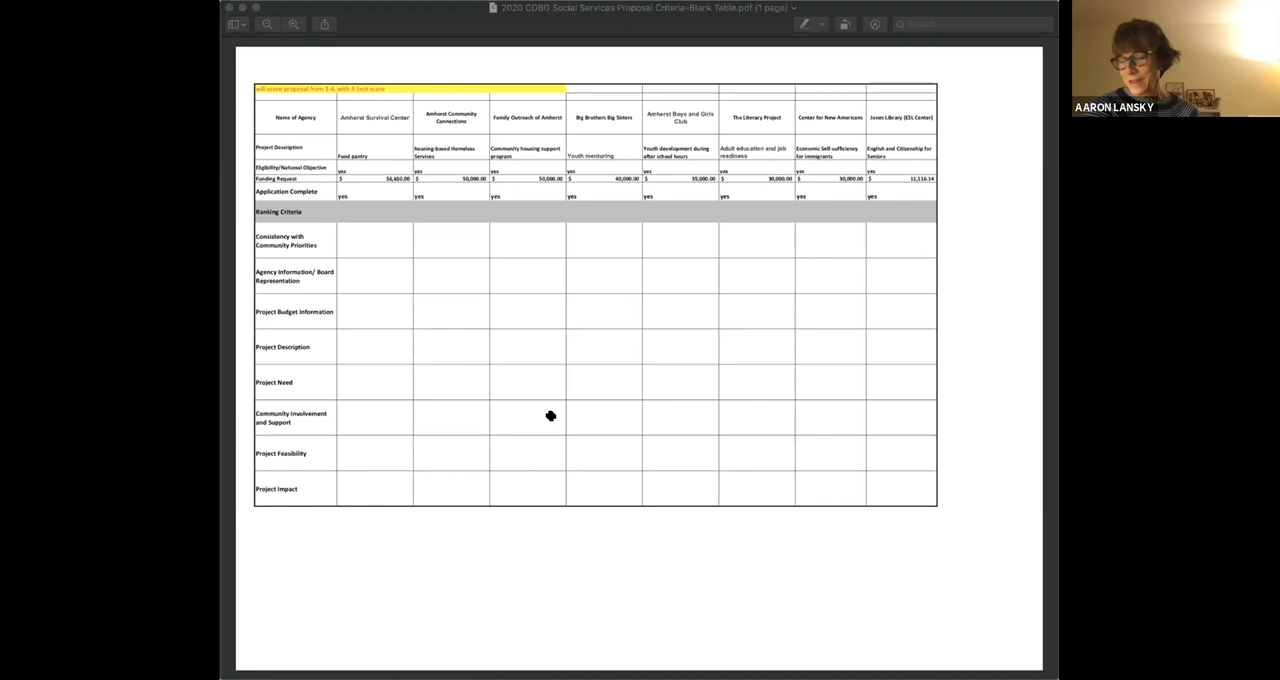 2020 CDBG Social Services Proposal Criteria-Blank Table.pdf (1 page)
Search
AARON LANSKY
will score proposal from 1-4, with 4 best score
Name of Agency Amherst Survival Center Amherst Community Connections Family Outreach of Amherst Big Brothers Big Sisters Amherst Boys and Girls Club The Literacy Project Center for New Americans Jones Library (ESL Center)
Project Description Food pantry housing-based Homeless Services Community housing support program Youth mentoring Youth development during after school hours Adult education and job readiness Economic Self-sufficiency for immigrants English and Citizenship for Seniors
Eligibility/National Objective yes yes yes yes yes yes yes yes
Funding Request $ 56,650.00 $ 50,000.00 $ 50,000.00 $ 40,000.00 $ 35,000.00 $ 30,000.00 $ 30,000.00 $ 11,116.14
Application Complete yes yes yes yes yes yes yes yes
Ranking Criteria
Consistency with
Community Priorities
Agency Information/ Board
Representation
Project Budget Information
Project Description
Project Need
Community Involvement
and Support
Project Feasibility
Project Impact